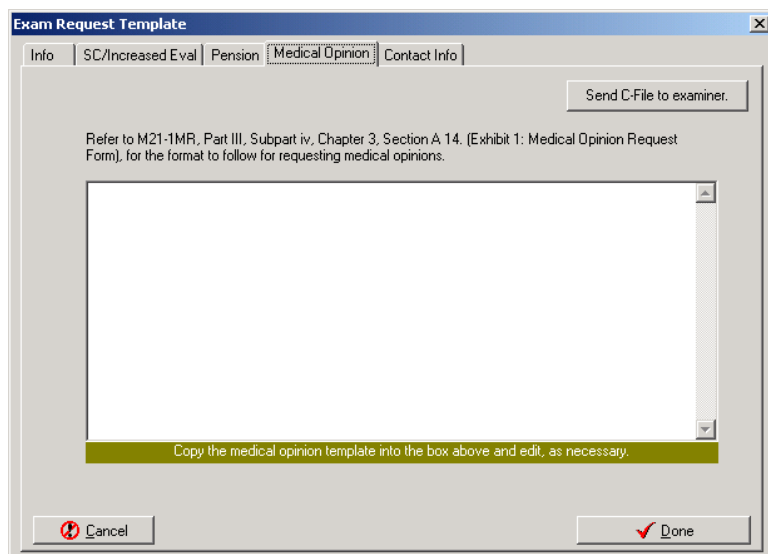 Exam Request Template
Info SC/Increased Eval Pension Medical Opinion Contact Info
Send C-File to examiner.
Refer to M21-1MR, Part III, Subpart iv, Chapter 3, Section A 14. (Exhibit 1: Medical Opinion Request
Form), for the format to follow for requesting medical opinions.
Copy the medical opinion template into the box above and edit, as necessary.
Cancel Done